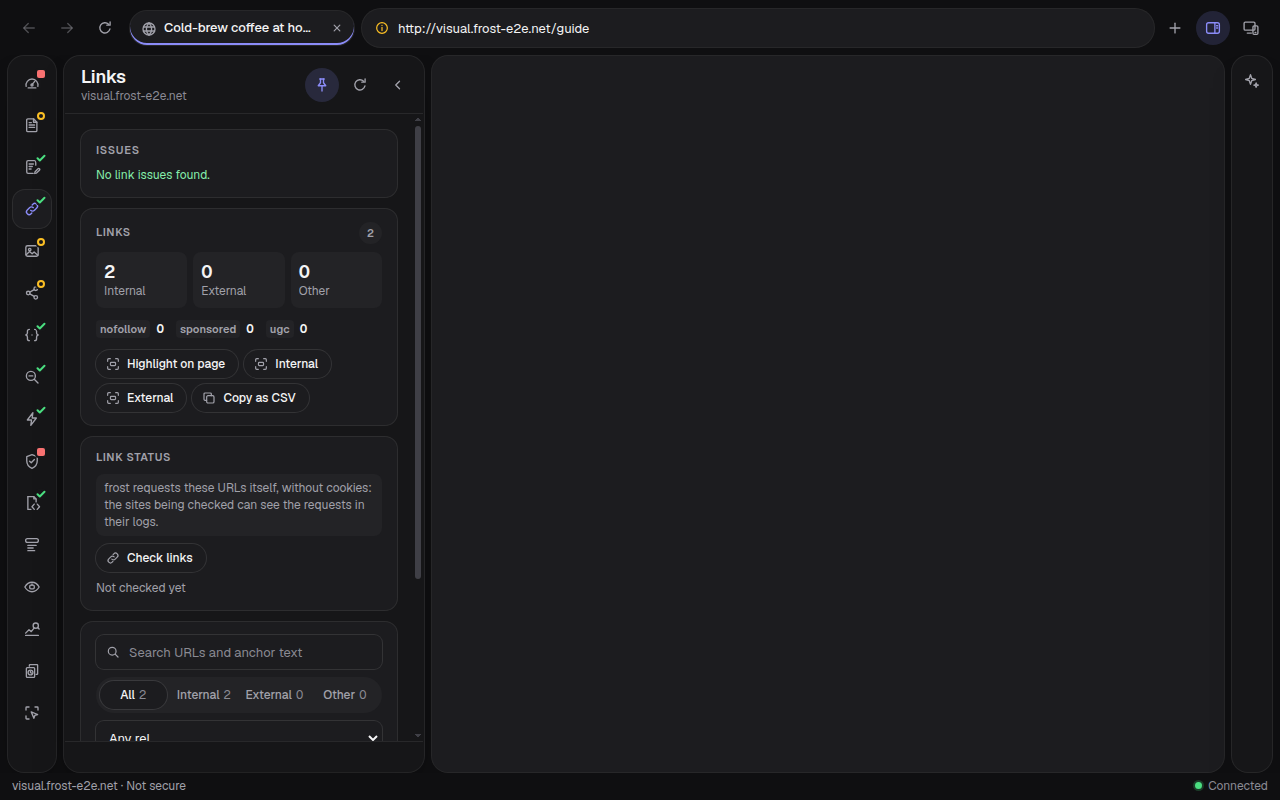 Cold-brew coffee at ho...
http://visual.frost-e2e.net/guide
Links
visual.frost-e2e.net
ISSUES
No link issues found.
LINKS
2
2
Internal
0
External
0
Other
nofollow 0 sponsored 0 ugc 0
Highlight on page
Internal
External
Copy as CSV
LINK STATUS
frost requests these URLs itself, without cookies:
the sites being checked can see the requests in
their logs.
Check links
Not checked yet
Search URLs and anchor text
All 2 Internal 2 External 0 Other 0
Any rel
visual.frost-e2e.net · Not secure
Connected